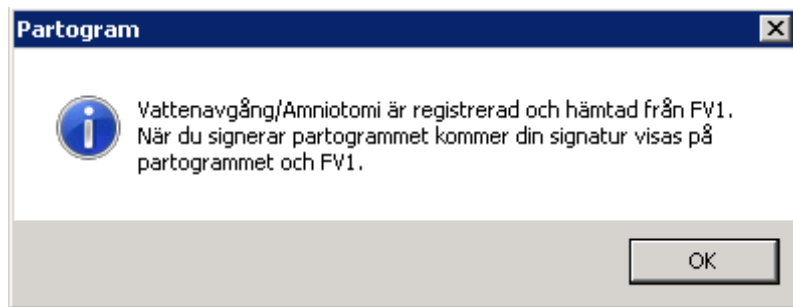 Partogram
Vattenavgång/Amniotomi är registrerad och hämtad från FV1.
När du signerar partogrammet kommer din signatur visas på
partogrammet och FV1.
OK